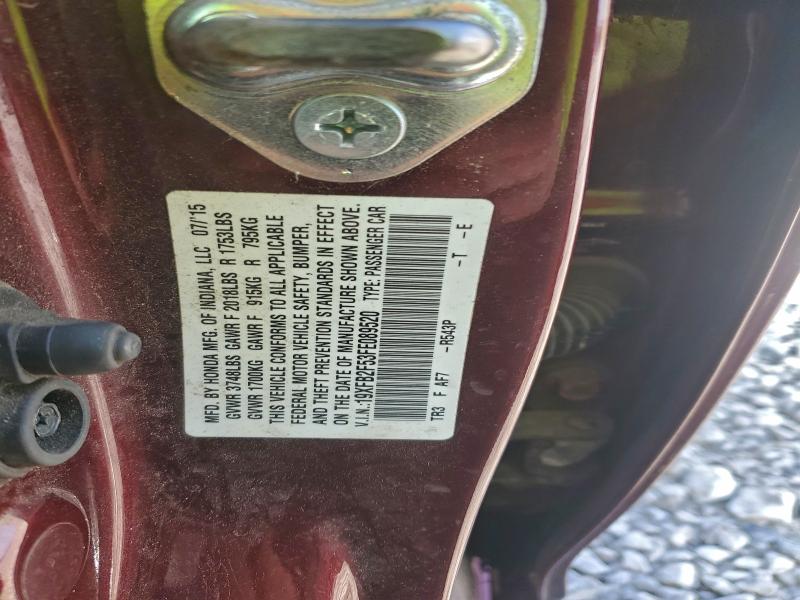 MFD. BY HONDA MFG. OF INDIANA, LLC 07/15
GVWR 3748LBS GAWR F 2018LBS R 1753LBS
GVWR 1700KG GAWR F 915KG R 795KG
THIS VEHICLE CONFORMS TO ALL APPLICABLE
FEDERAL MOTOR VEHICLE SAFETY, BUMPER,
AND THEFT PREVENTION STANDARDS IN EFFECT
ON THE DATE OF MANUFACTURE SHOWN ABOVE.
V.I.N.:19XFB2F53FE089520 TYPE: PASSENGER CAR
TR3 F AF7 -R543P -T -E